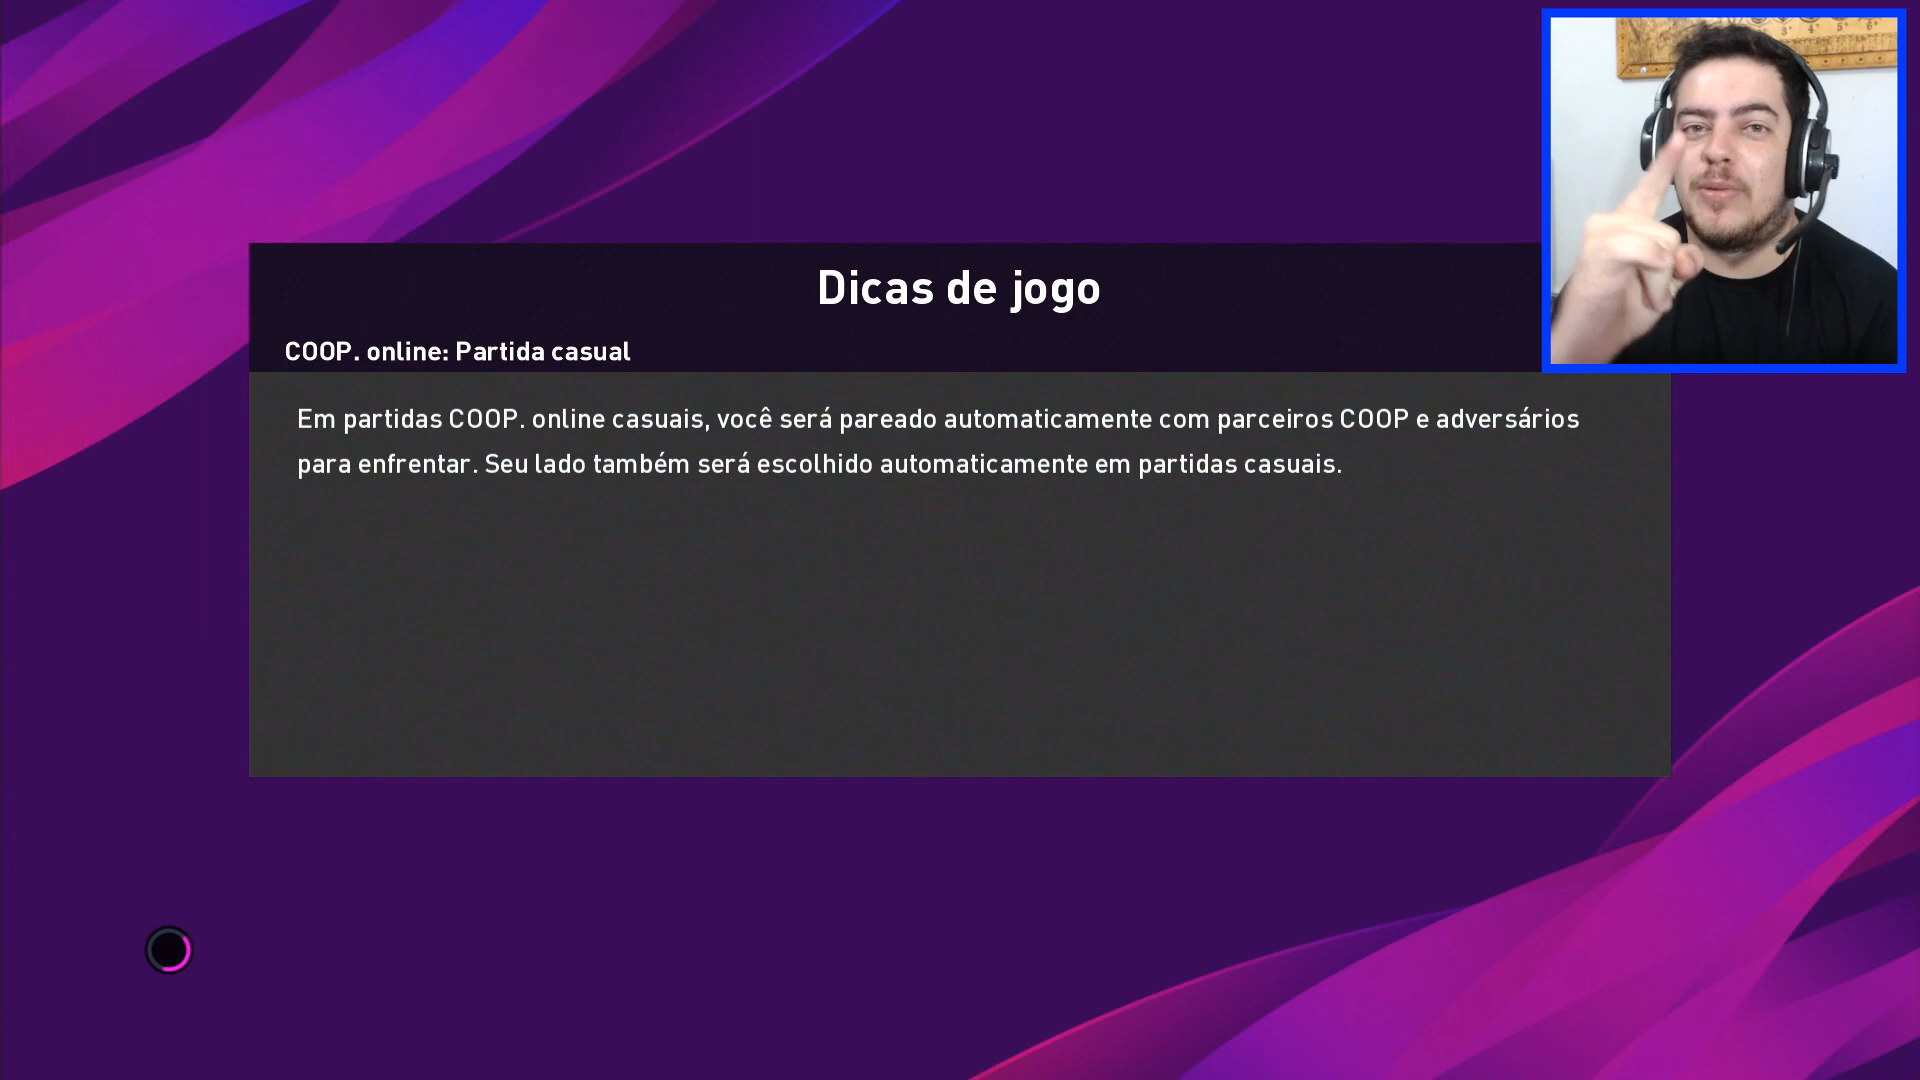 Dicas de jogo
COOP. online: Partida casual
Em partidas COOP. online casuais, você será pareado automaticamente com parceiros COOP e adversários
para enfrentar. Seu lado também será escolhido automaticamente em partidas casuais.